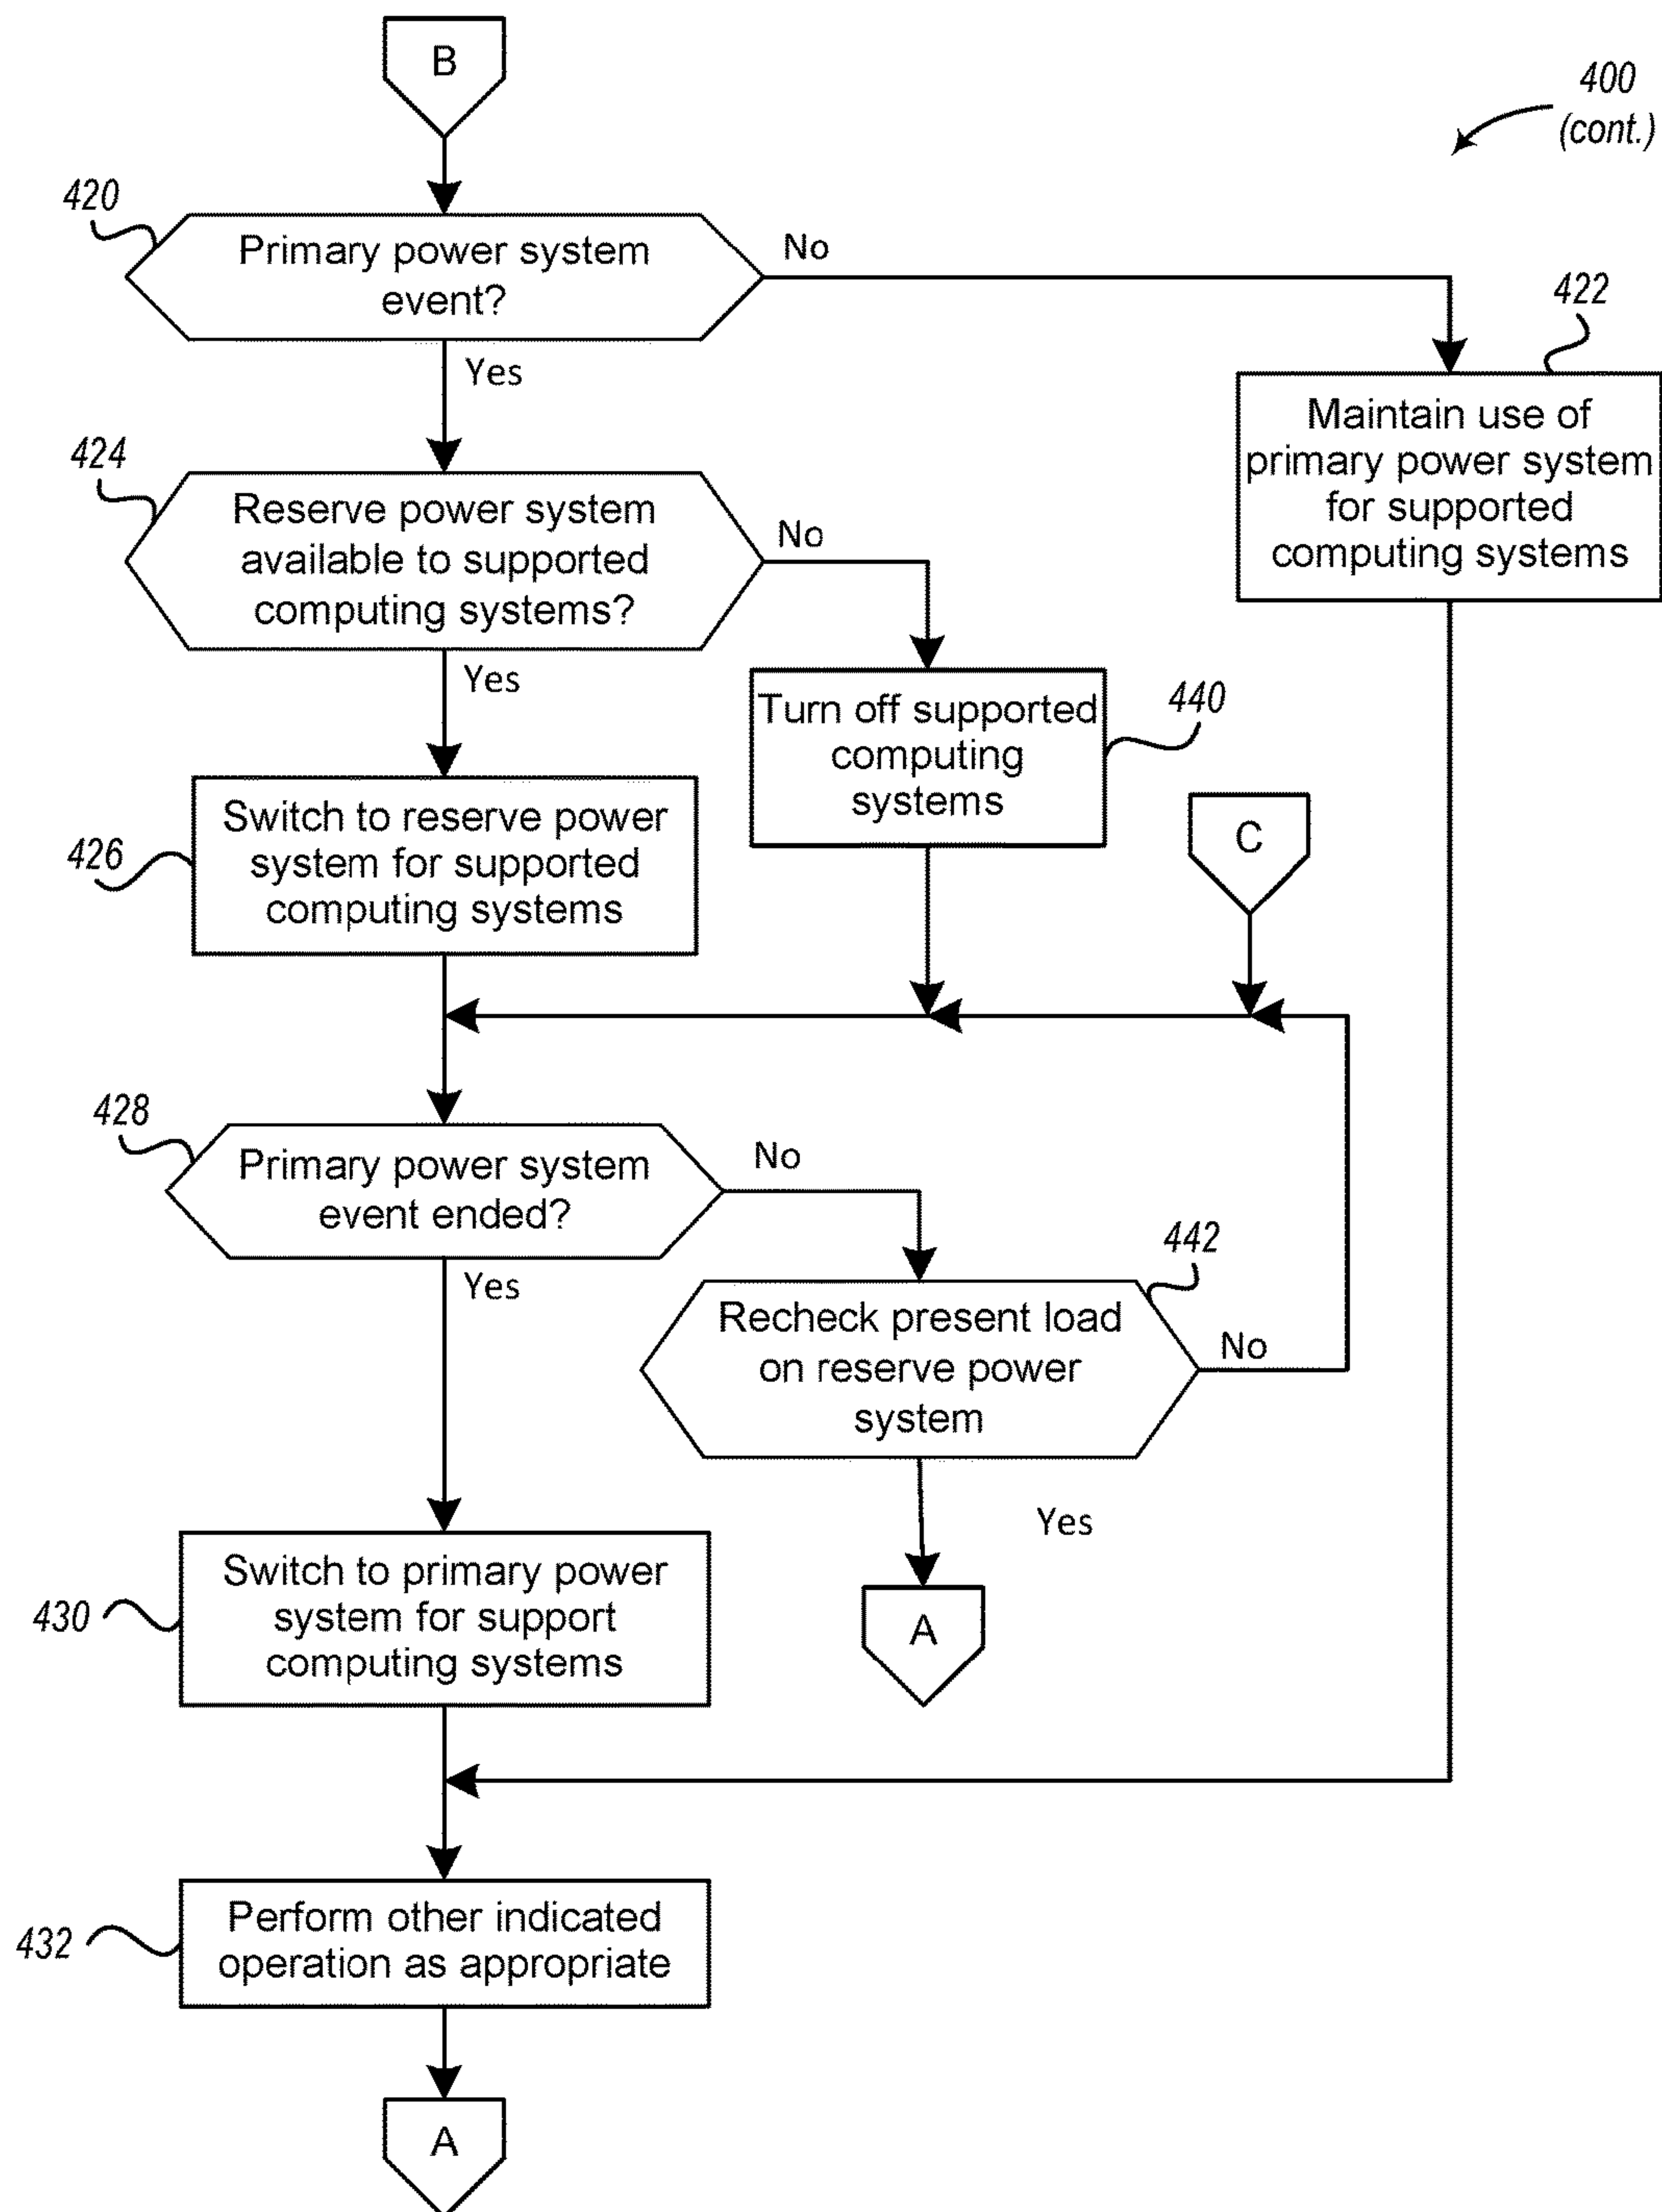 B
400
(cont.)
420
Primary power system
event?
No
Yes
422
Maintain use of
primary power system
for supported
computing systems
424
Reserve power system
available to supported
computing systems?
No
Yes
440
Turn off supported
computing
systems
426
Switch to reserve power
system for supported
computing systems
C
428
Primary power system
event ended?
No
Yes
442
Recheck present load
on reserve power
system
No
Yes
A
430
Switch to primary power
system for support
computing systems
432
Perform other indicated
operation as appropriate
A